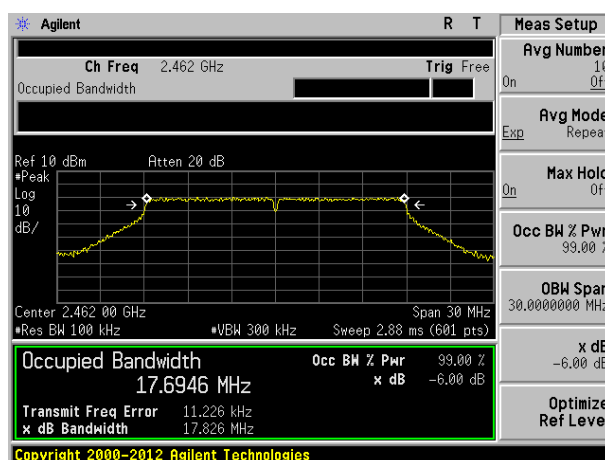 Agilent R T
Ch Freq 2.462 GHz Trig Free
Occupied Bandwidth
Ref 10 dBm Atten 20 dB
#Peak
Log
10
dB/
Center 2.462 00 GHz Span 30 MHz
#Res BW 100 kHz #VBW 300 kHz Sweep 2.88 ms (601 pts)
Occupied Bandwidth Occ BW % Pwr 99.00 %
17.6946 MHz x dB -6.00 dB
Transmit Freq Error 11.226 kHz
x dB Bandwidth 17.826 MHz
Copyright 2000-2012 Agilent Technologies
Meas Setup
Avg Number
On
Avg Mode
Exp
Max Hold
On
Occ BW % Pwr
99.00 %
OBW Span
30.0000000 MHz
x dB
-6.00 dB
Optimize
Ref Level